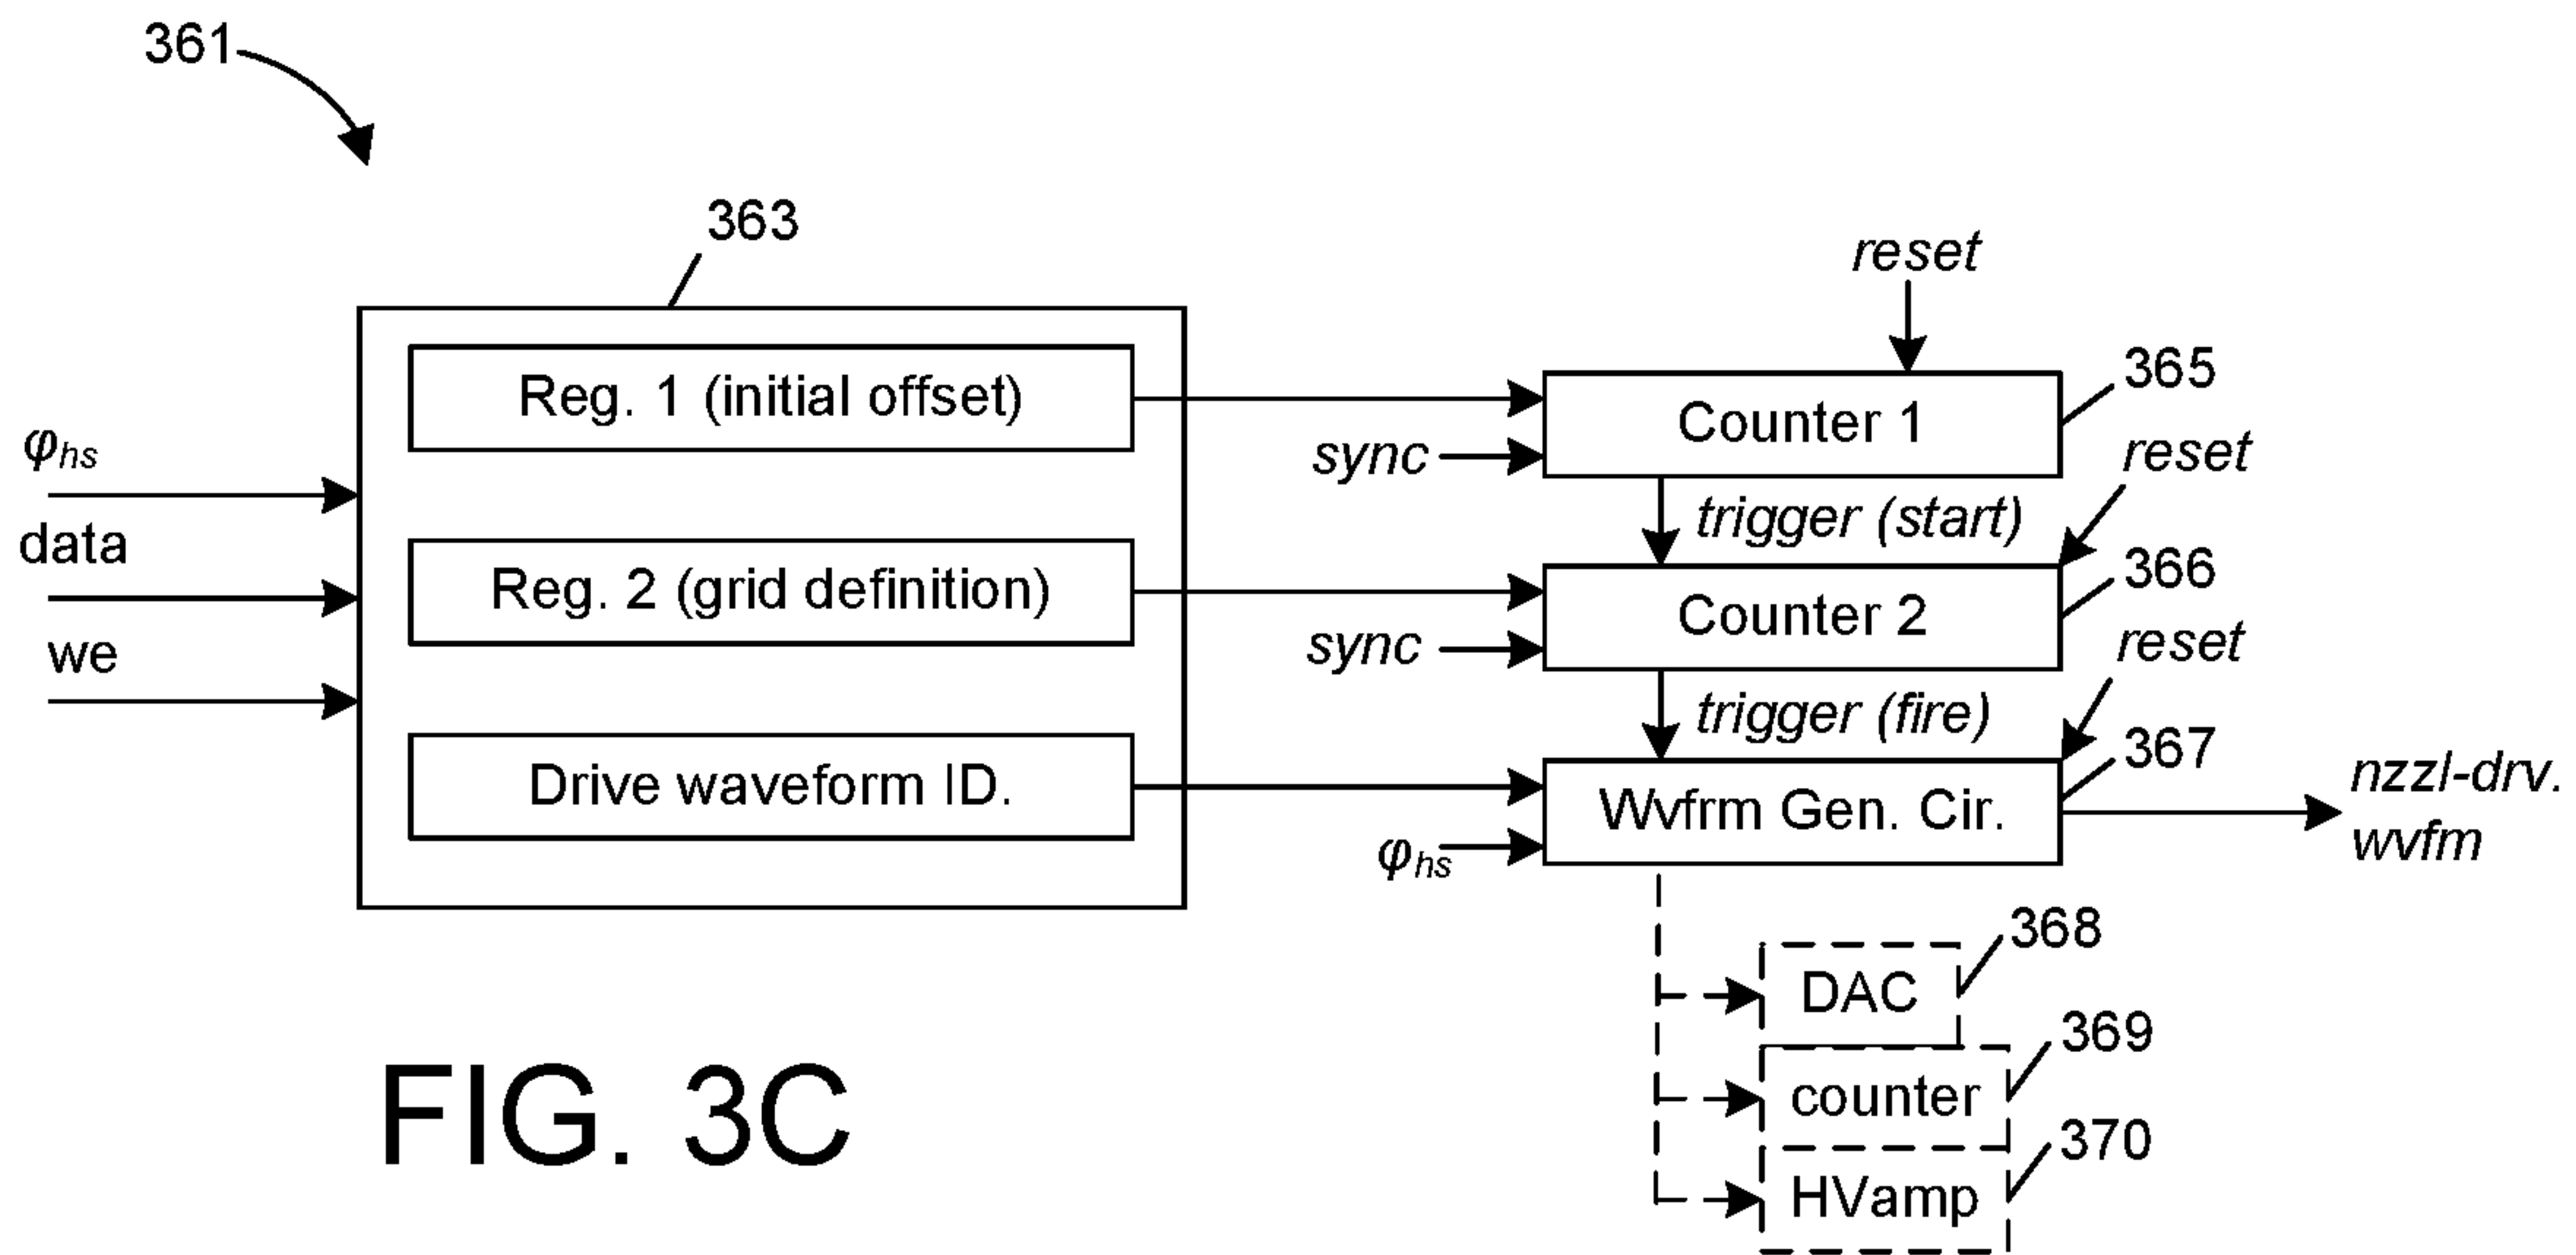 361
363
reset
365
Reg. 1 (initial offset)
Counter 1
φhs
sync
reset
trigger (start)
data
366
Reg. 2 (grid definition)
Counter 2
we
sync
reset
trigger (fire)
367
Drive waveform ID.
Wvfrm Gen. Cir.
nzzl-drv.
wvfm
φhs
368
DAC
369
counter
370
HVamp
FIG. 3C